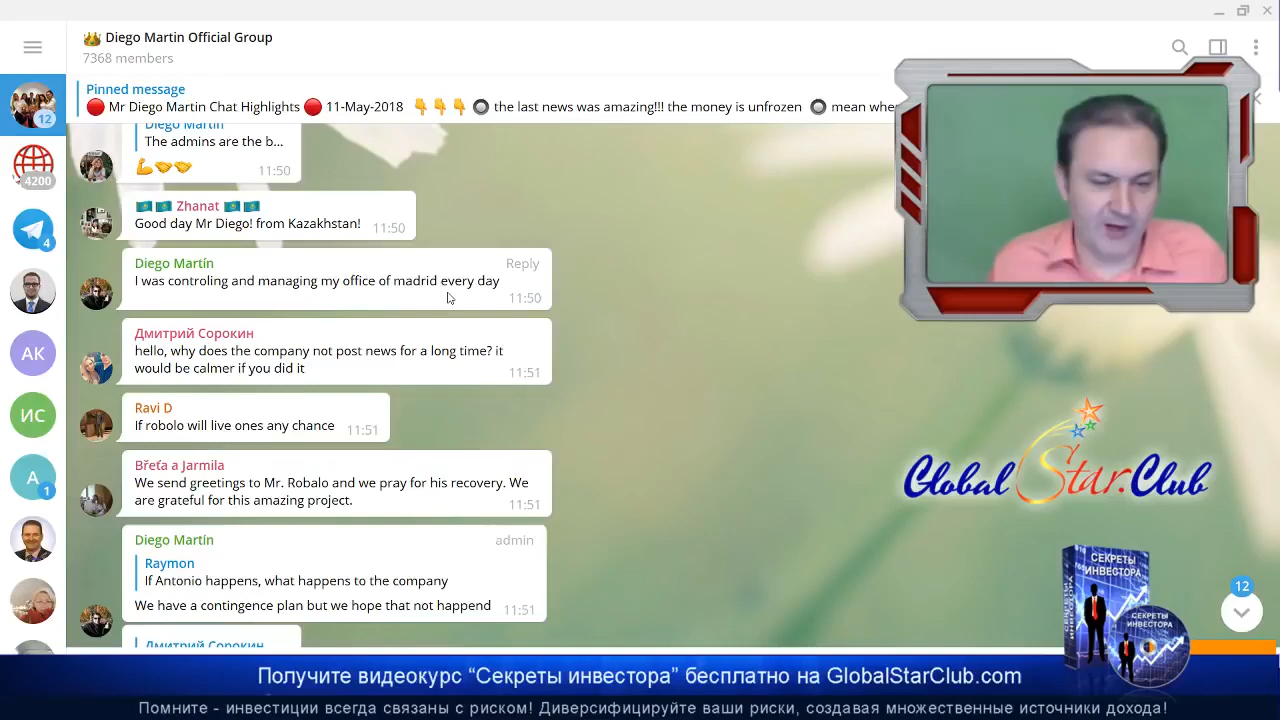 👑 Diego Martin Official Group
7368 members
Pinned message
🔴 Mr Diego Martin Chat Highlights 🔴 11-May-2018 👇👇👇 🔘 the last news was amazing!!! the money is unfrozen 🔘 mean
12
4200
4
АК
ИС
А
1
Diego Martín
The admins are the b...
💪🤝🤝 11:50
🇰🇿 🇰🇿 Zhanat 🇰🇿 🇰🇿
Good day Mr Diego! from Kazakhstan! 11:50
Diego Martín Reply
I was controling and managing my office of madrid every day
11:50
Дмитрий Сорокин
hello, why does the company not post news for a long time? it
would be calmer if you did it 11:51
Ravi D
If robolo will live ones any chance 11:51
Břeťa a Jarmila
We send greetings to Mr. Robalo and we pray for his recovery. We
are grateful for this amazing project. 11:51
Diego Martín admin
Raymon
If Antonio happens, what happens to the company
We have a contingence plan but we hope that not happend 11:51
Дмитрий Сорокин
Global Star.Club
СЕКРЕТЫ
ИНВЕСТОРА
СЕКРЕТЫ
ИНВЕСТОРА
12
Получите видеокурс “Секреты инвестора” бесплатно на GlobalStarClub.com
Помните - инвестиции всегда связаны с риском! Диверсифицируйте ваши риски, создавая множественные источники дохода!